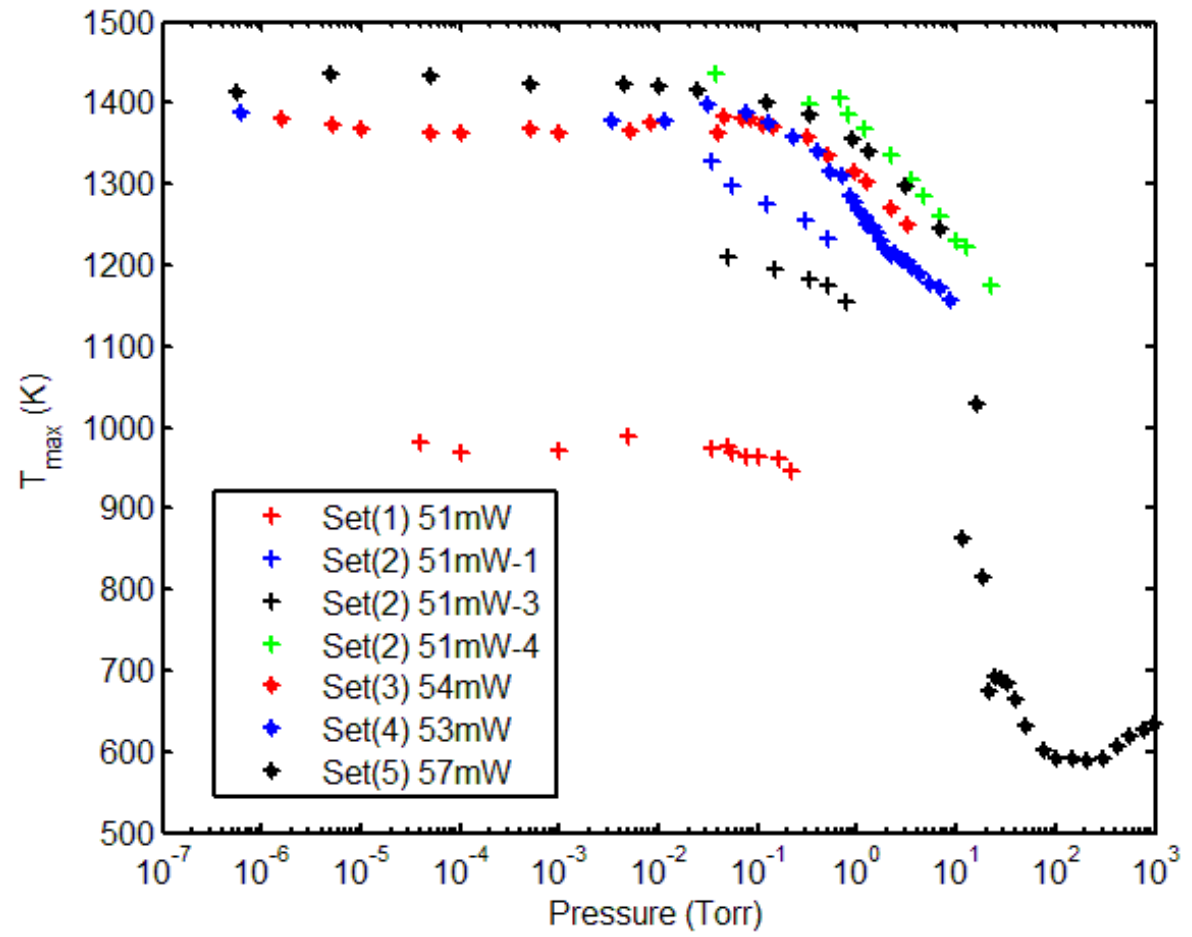 1500
1400
1300
1200
1100
1000
900
800
700
600
500
T_max (K)
Set(1) 51mW
Set(2) 51mW-1
Set(2) 51mW-3
Set(2) 51mW-4
Set(3) 54mW
Set(4) 53mW
Set(5) 57mW
10^-7 10^-6 10^-5 10^-4 10^-3 10^-2 10^-1 10^0 10^1 10^2 10^3
Pressure (Torr)